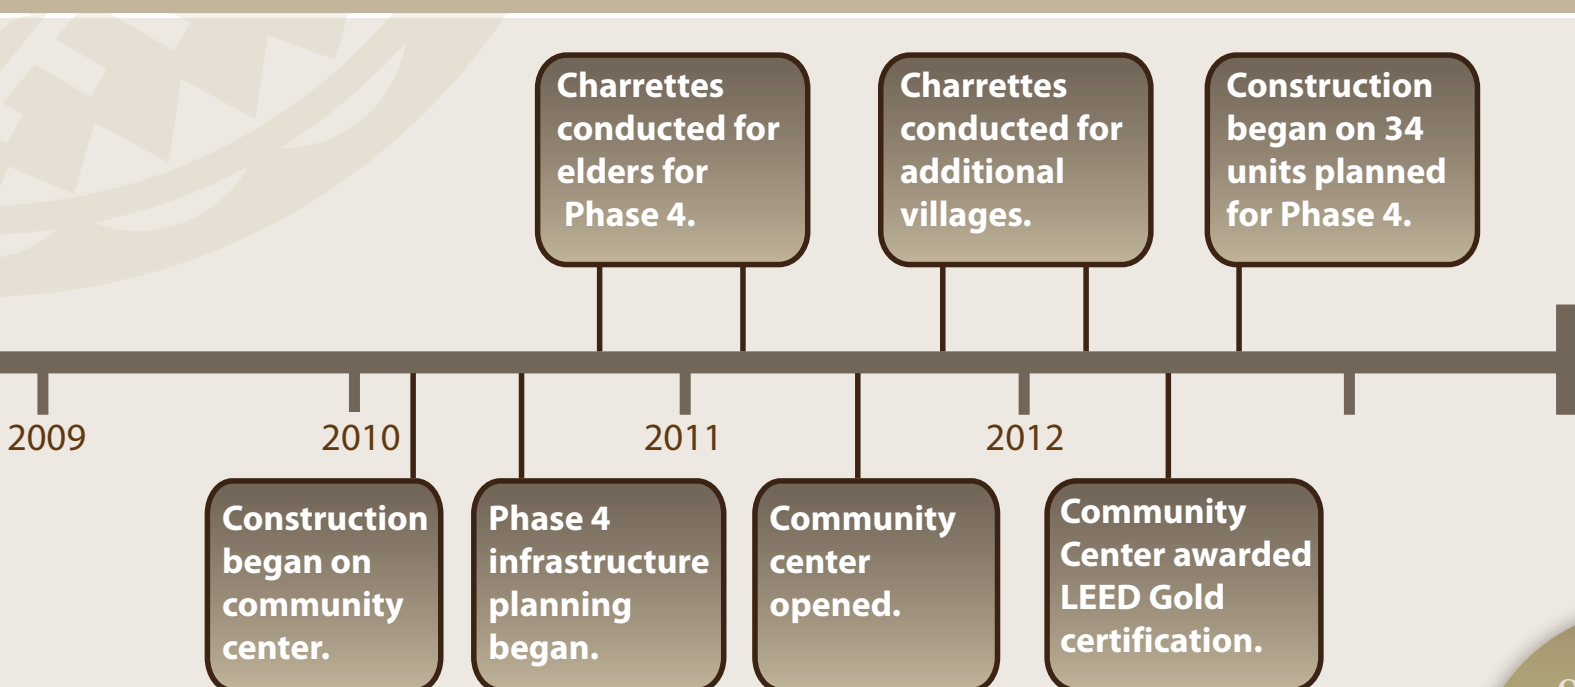 Charrettes
conducted for
elders for
Phase 4.
Charrettes
conducted for
additional
villages.
Construction
began on 34
units planned
for Phase 4.
2009
2010
2011
2012
Construction
began on
community
center.
Phase 4
infrastructure
planning
began.
Community
center
opened.
Community
Center awarded
LEED Gold
certification.